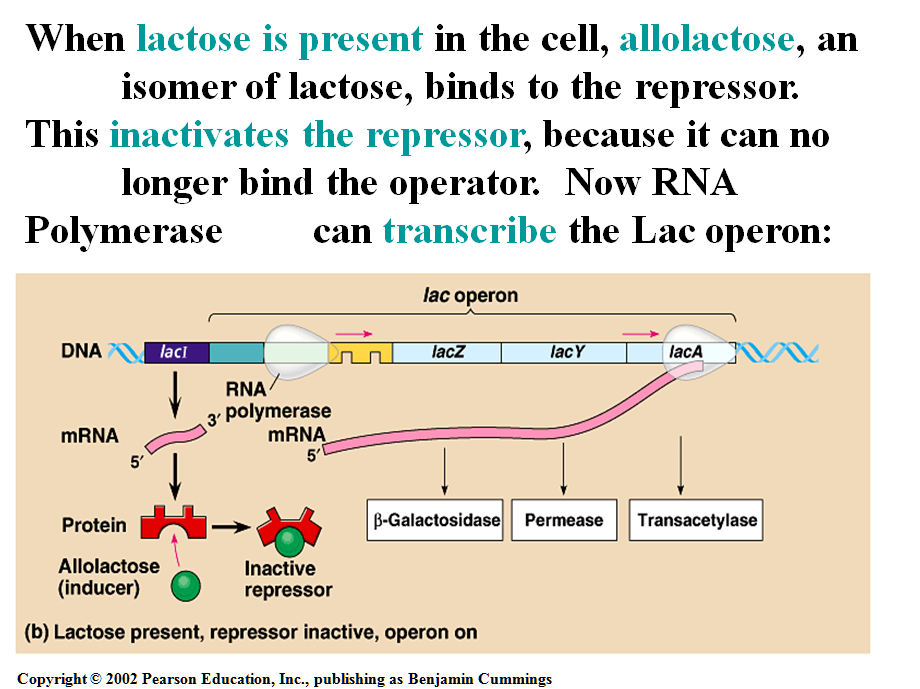 When lactose is present in the cell, allolactose, an
isomer of lactose, binds to the repressor.
This inactivates the repressor, because it can no
longer bind the operator. Now RNA
Polymerase can transcribe the Lac operon:
lac operon
DNA
lacI
lacZ
lacY
lacA
RNA
polymerase
3′
mRNA
5′
mRNA
5′
β-Galactosidase
Permease
Transacetylase
Protein
Allolactose
(inducer)
Inactive
repressor
(b) Lactose present, repressor inactive, operon on
Copyright © 2002 Pearson Education, Inc., publishing as Benjamin Cummings